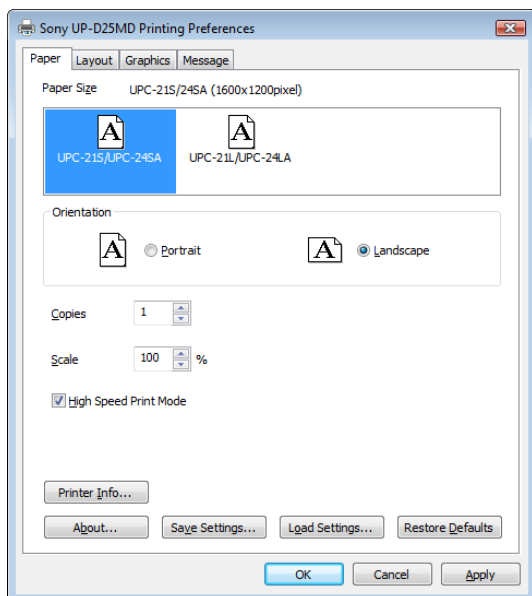 Sony UP-D25MD Printing Preferences
Paper Layout Graphics Message
Paper Size UPC-21S/24SA (1600x1200pixel)
A A
UPC-21S/UPC-24SA UPC-21L/UPC-24LA
Orientation
A Portrait A Landscape
Copies 1
Scale 100 %
High Speed Print Mode
Printer Info...
About... Save Settings... Load Settings... Restore Defaults
OK Cancel Apply